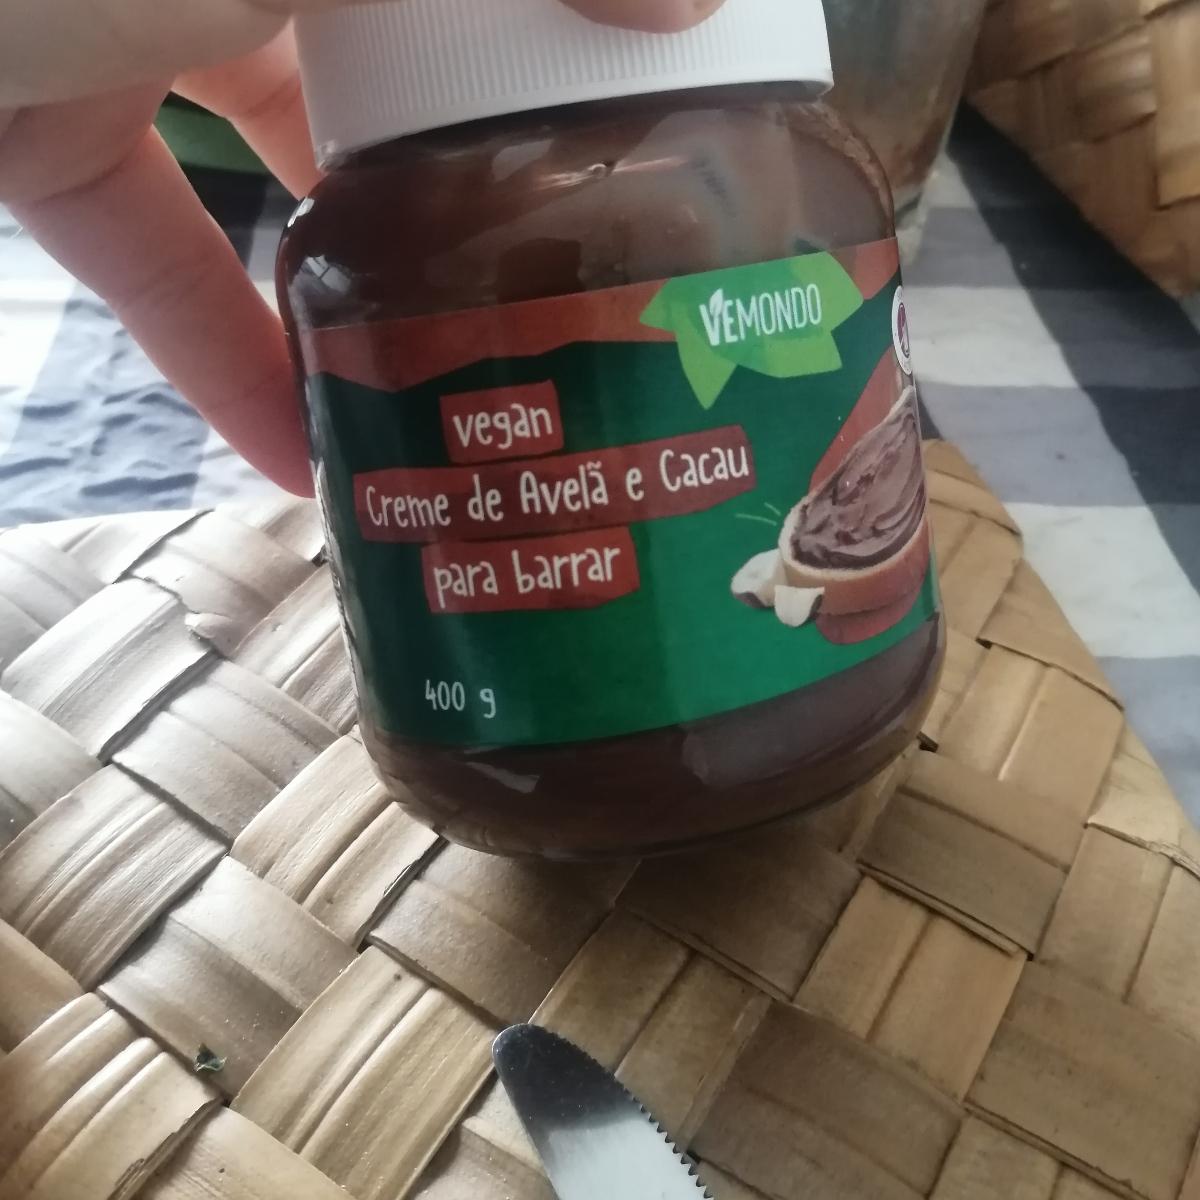 VEMONDO
vegan
Creme de Avelã e Cacau
para barrar
400 g